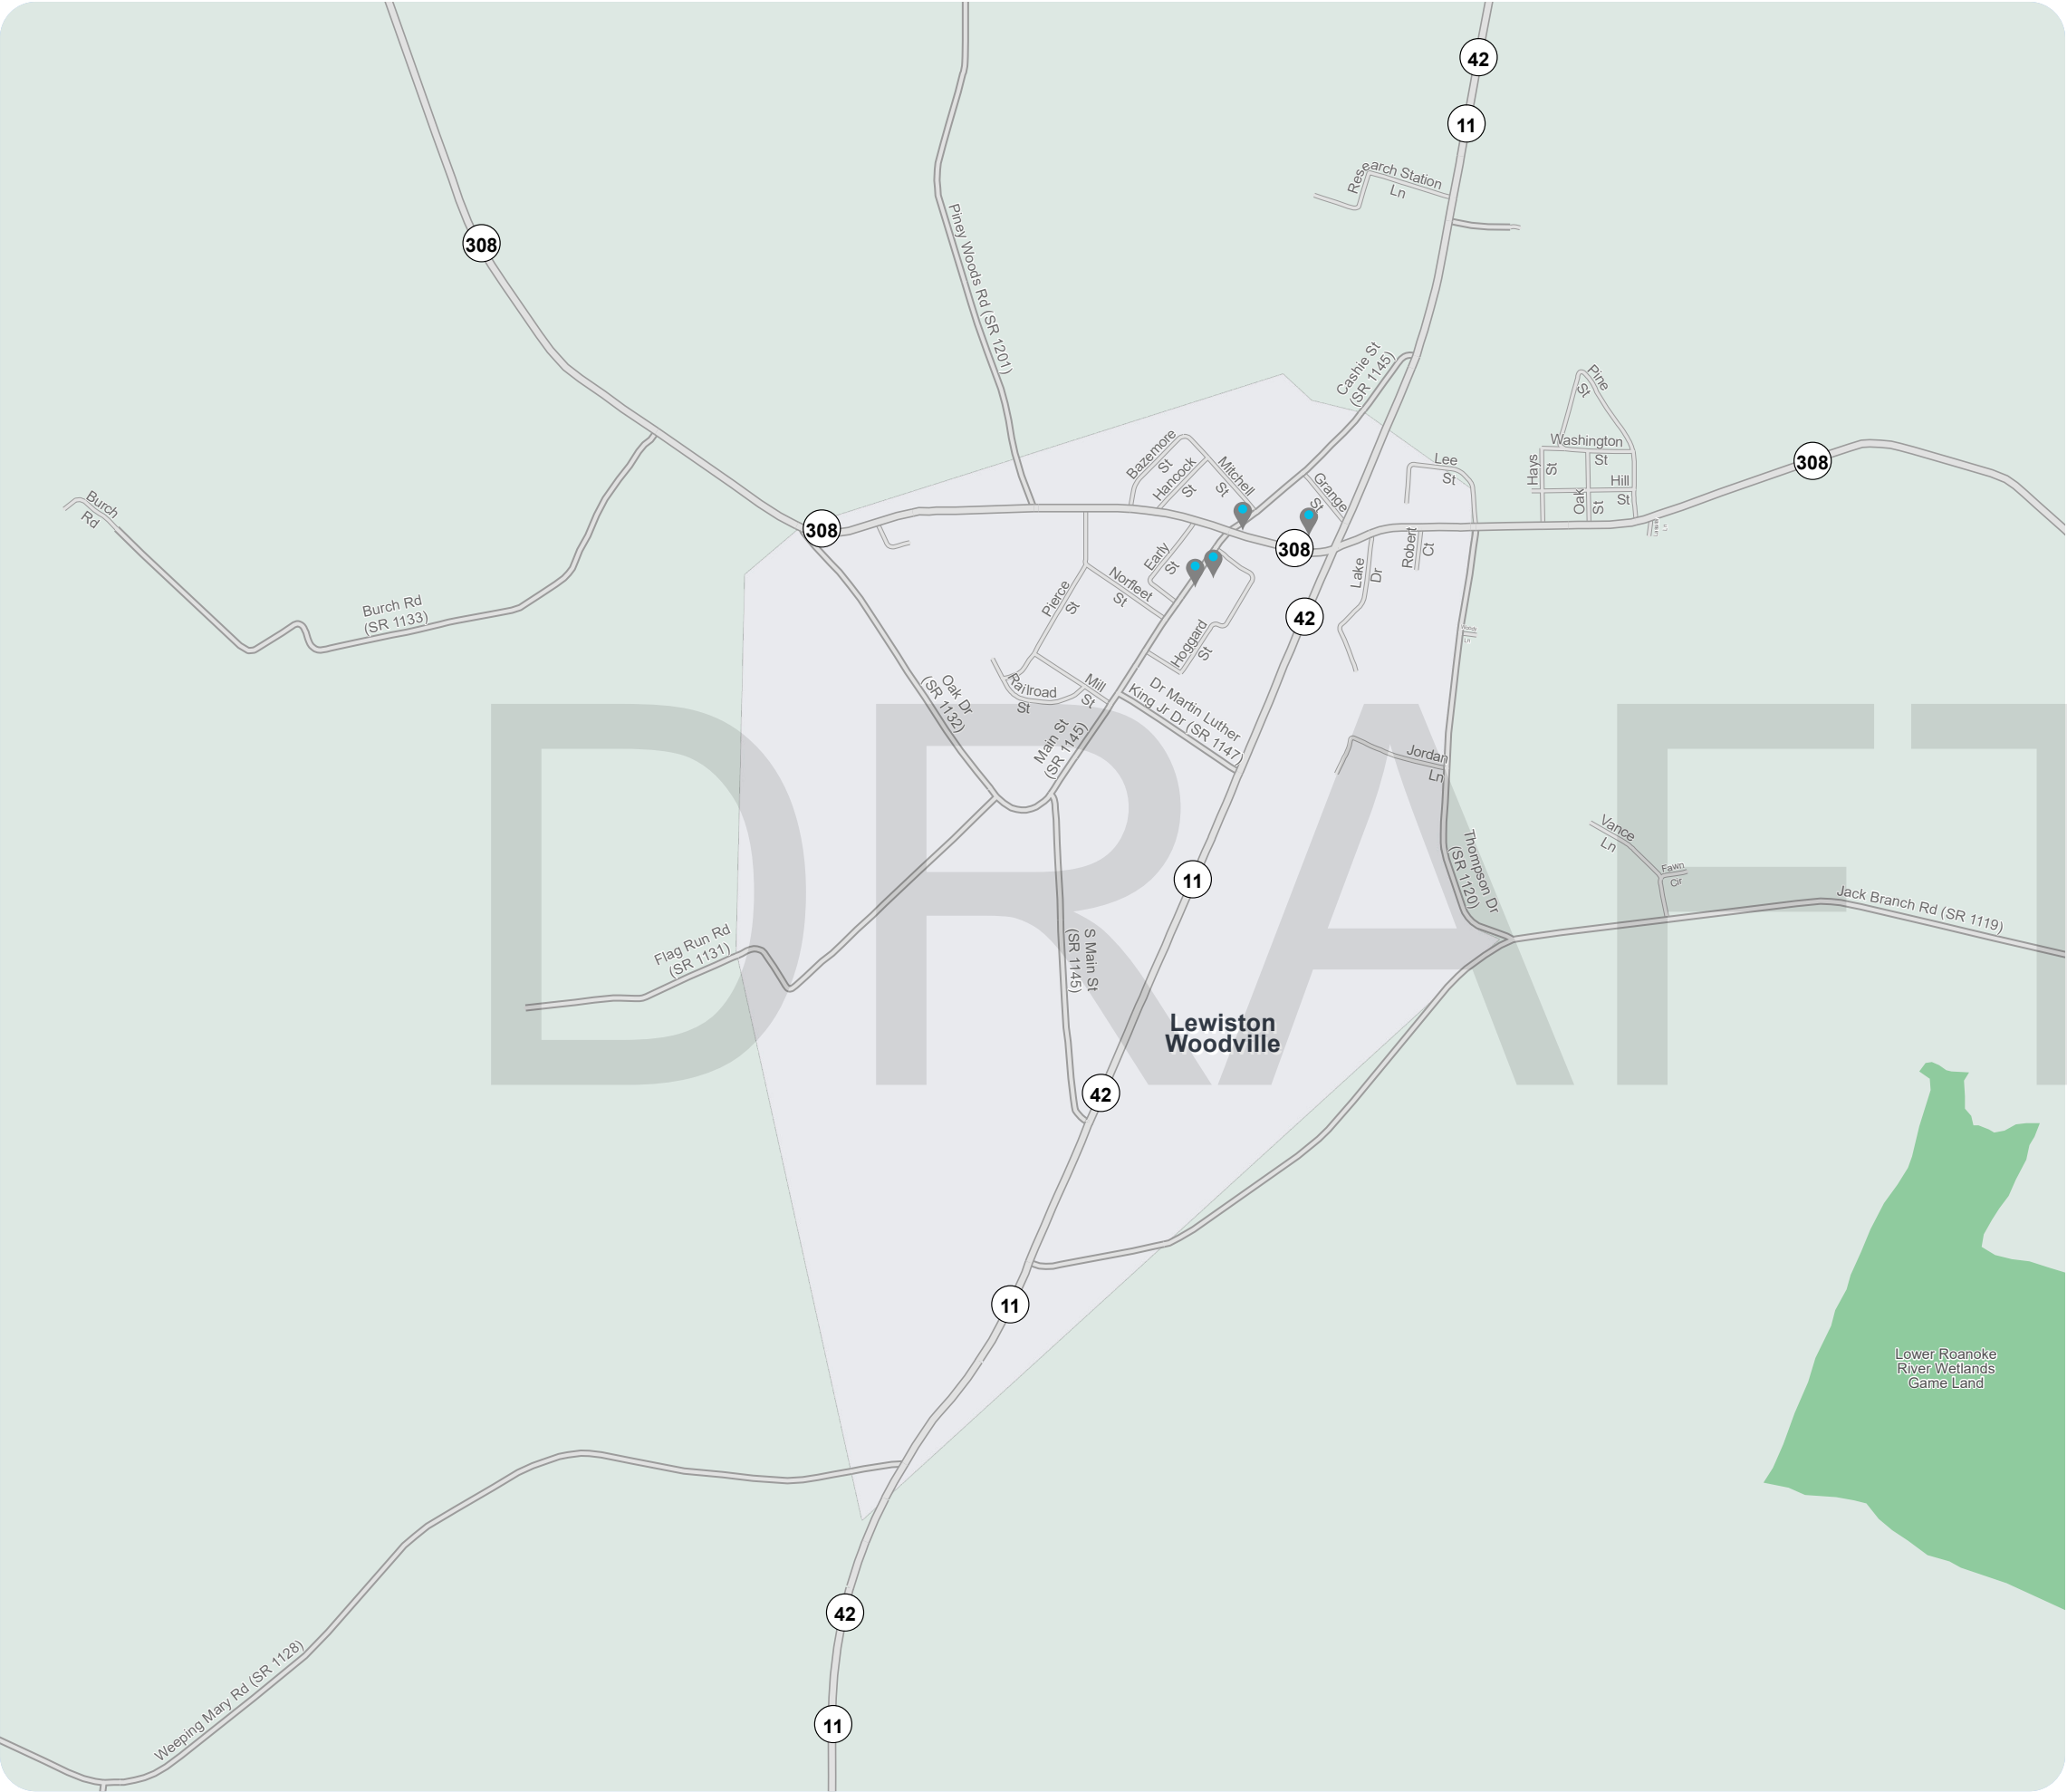 42
11
Research Station
Ln
308
Piney Woods Rd (SR 1201)
Cashie St
(SR 1145)
Pine
St
Washington
St
Hays
St
Hill
St
Oak
St
308
Lee
St
Bazemore
St
Hancock
St
Mitchell
St
Grange
St
Burch
Rd
308
308
Robert
Ct
Lake
Dr
Early
St
Norfleet
St
Pierce
St
Burch Rd
(SR 1133)
42
Hoggard
St
Oak Dr
(SR 1132)
Railroad
St
Mill
St
Dr Martin Luther
King Jr Dr (SR 1147)
Main St
(SR 1145)
Jordan
Ln
DRAFT
Vance
Ln
Fawn
Cir
Thompson Dr
(SR 1120)
11
Jack Branch Rd (SR 1119)
Flag Run Rd
(SR 1131)
S Main St
(SR 1145)
Lewiston
Woodville
42
11
Lower Roanoke
River Wetlands
Game Land
42
Weeping Mary Rd (SR 1128)
11